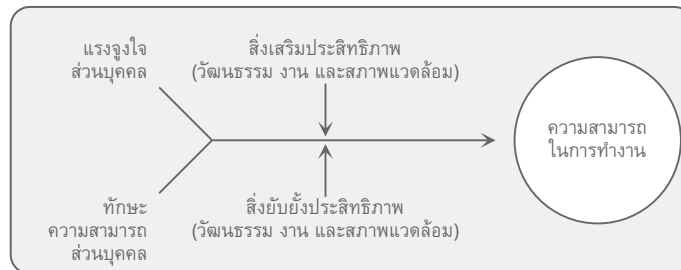 แรงจูงใจ
ส่วนบุคคล
สิ่งเสริมประสิทธิภาพ
(วัฒนธรรม งาน และสภาพแวดล้อม)
ความสามารถ
ในการทำงาน
ทักษะ
ความสามารถ
ส่วนบุคคล
สิ่งยับยั้งประสิทธิภาพ
(วัฒนธรรม งาน และสภาพแวดล้อม)